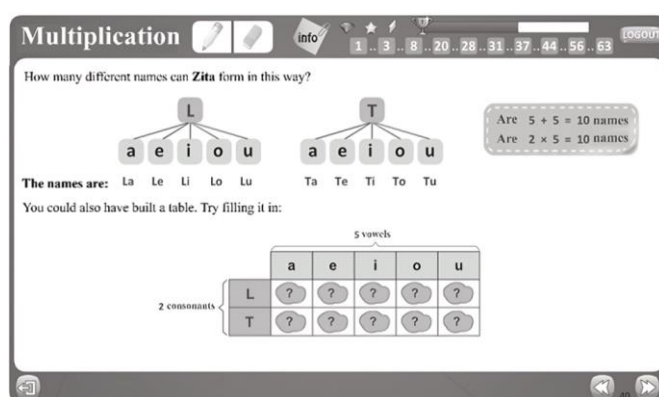 Multiplication
info
1 .. 3 .. 8 .. 20 .. 28 .. 31 .. 37 .. 44 .. 56 .. 63
LOGOUT
How many different names can Zita form in this way?
L
T
a e i o u
a e i o u
Are 5 + 5 = 10 names
Are 2 × 5 = 10 names
The names are: La Le Li Lo Lu Ta Te Ti To Tu
You could also have built a table. Try filling it in:
5 vowels
a e i o u
2 consonants
L ? ? ? ? ?
T ? ? ? ? ?
40